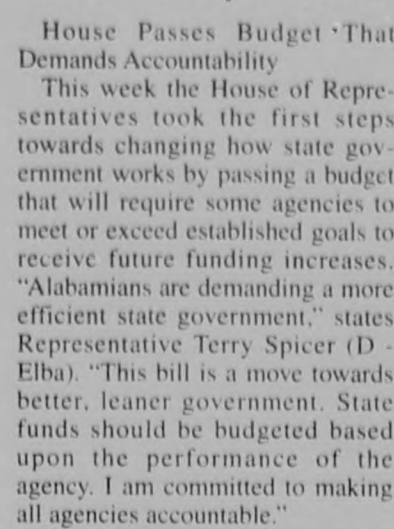 House Passes Budget That
Demands Accountability
This week the House of Repre-
sentatives took the first steps
towards changing how state gov-
ernment works by passing a budget
that will require some agencies to
meet or exceed established goals to
receive future funding increases.
"Alabamians are demanding a more
efficient state government," states
Representative Terry Spicer (D -
Elba). "This bill is a move towards
better, leaner government. State
funds should be budgeted based
upon the performance of the
agency. I am committed to making
all agencies accountable."